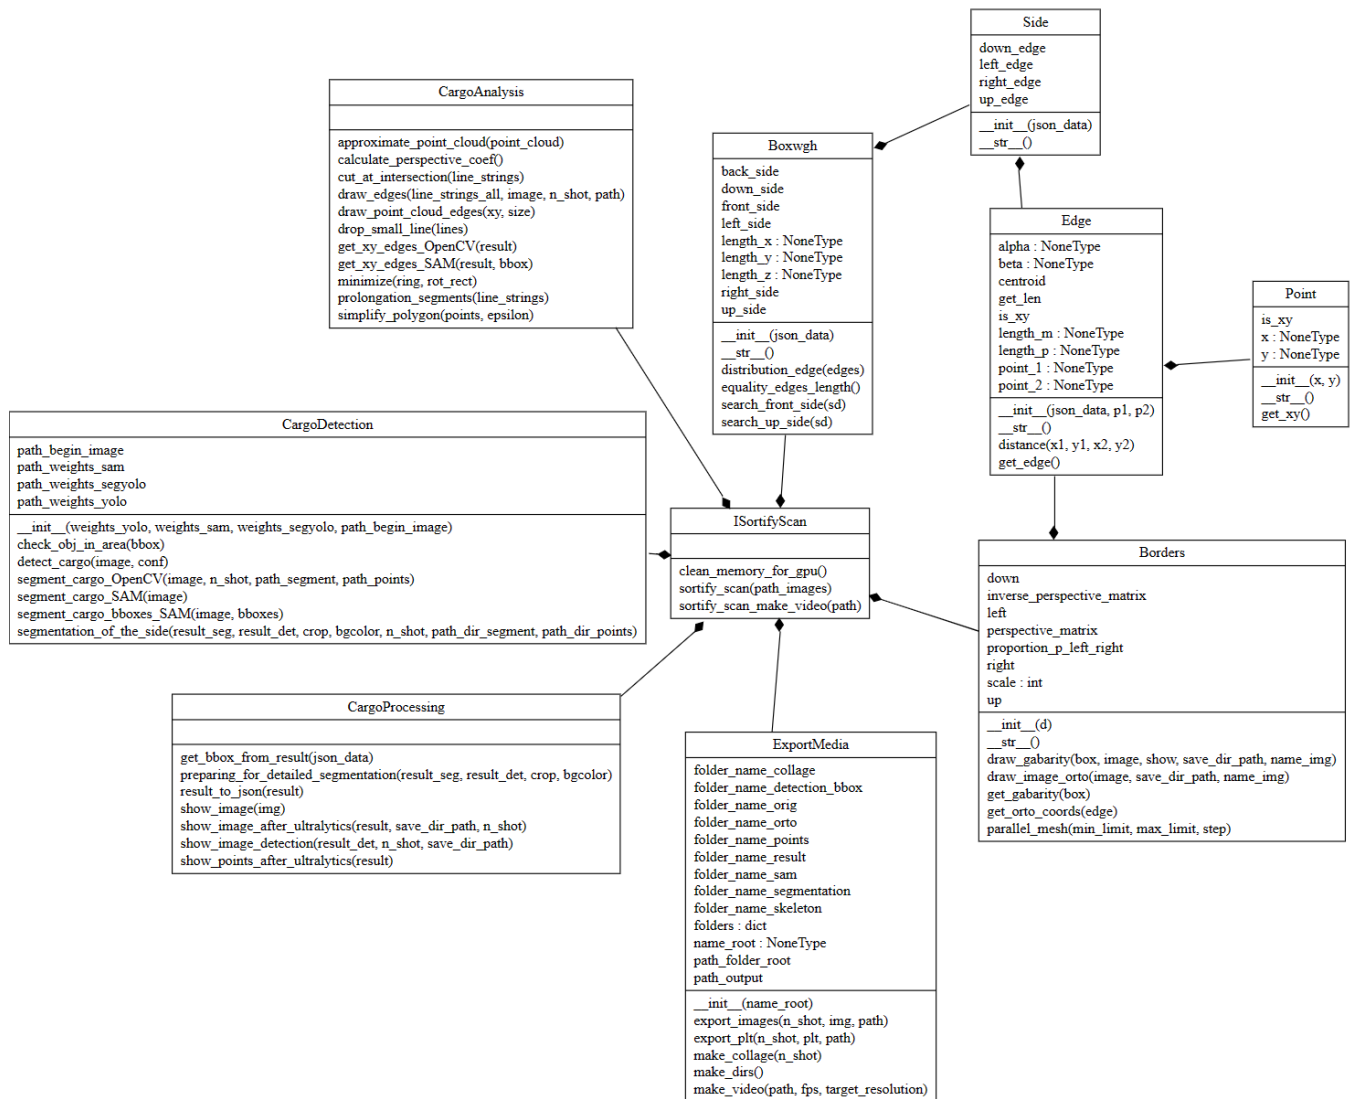 Side
down_edge
left_edge
right_edge
up_edge
__init__(json_data)
__str__()
CargoAnalysis
approximate_point_cloud(point_cloud)
calculate_perspective_coef()
cut_at_intersection(line_strings)
draw_edges(line_strings_all, image, n_shot, path)
draw_point_cloud_edges(xy, size)
drop_small_line(lines)
get_xy_edges_OpenCV(result)
get_xy_edges_SAM(result, bbox)
minimize(ring, rot_rect)
prolongation_segments(line_strings)
simplify_polygon(points, epsilon)
Boxwgh
back_side
down_side
front_side
left_side
length_x : NoneType
length_y : NoneType
length_z : NoneType
right_side
up_side
__init__(json_data)
__str__()
distribution_edge(edges)
equality_edges_length()
search_front_side(sd)
search_up_side(sd)
Edge
alpha : NoneType
beta : NoneType
centroid
get_len
is_xy
length_m : NoneType
length_p : NoneType
point_1 : NoneType
point_2 : NoneType
__init__(json_data, p1, p2)
__str__()
distance(x1, y1, x2, y2)
get_edge()
Point
is_xy
x : NoneType
y : NoneType
__init__(x, y)
__str__()
get_xy()
CargoDetection
path_begin_image
path_weights_sam
path_weights_segyolo
path_weights_yolo
__init__(weights_yolo, weights_sam, weights_segyolo, path_begin_image)
check_obj_in_area(bbox)
detect_cargo(image, conf)
segment_cargo_OpenCV(image, n_shot, path_segment, path_points)
segment_cargo_SAM(image)
segment_cargo_bboxes_SAM(image, bboxes)
segmentation_of_the_side(result_seg, result_det, crop, bgcolor, n_shot, path_dir_segment, path_dir_points)
ISortifyScan
clean_memory_for_gpu()
sortify_scan(path_images)
sortify_scan_make_video(path)
Borders
down
inverse_perspective_matrix
left
perspective_matrix
proportion_p_left_right
right
scale : int
up
__init__(d)
__str__()
draw_gabarity(box, image, show, save_dir_path, name_img)
draw_image_orto(image, save_dir_path, name_img)
get_gabarity(box)
get_orto_coords(edge)
parallel_mesh(min_limit, max_limit, step)
CargoProcessing
get_bbox_from_result(json_data)
preparing_for_detailed_segmentation(result_seg, result_det, crop, bgcolor)
result_to_json(result)
show_image(img)
show_image_after_ultralytics(result, save_dir_path, n_shot)
show_image_detection(result_det, n_shot, save_dir_path)
show_points_after_ultralytics(result)
ExportMedia
folder_name_collage
folder_name_detection_bbox
folder_name_orig
folder_name_orto
folder_name_points
folder_name_result
folder_name_sam
folder_name_segmentation
folder_name_skeleton
folders : dict
name_root : NoneType
path_folder_root
path_output
__init__(name_root)
export_images(n_shot, img, path)
export_plt(n_shot, plt, path)
make_collage(n_shot)
make_dirs()
make_video(path, fps, target_resolution)